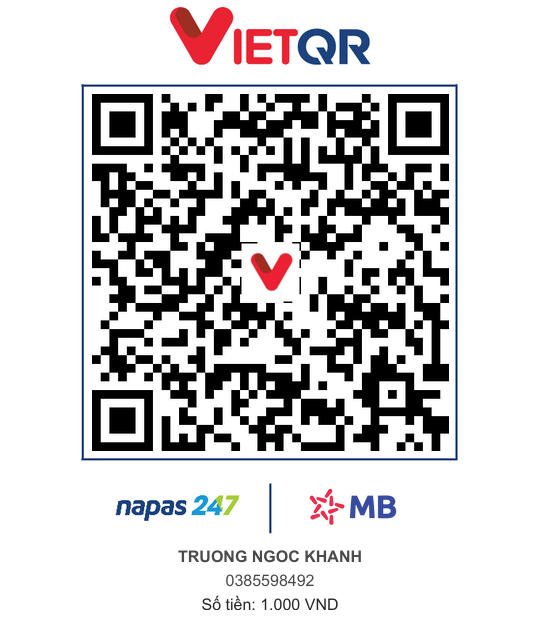 VIETQR
napas 247
MB
TRUONG NGOC KHANH
0385598492
Số tiền: 1.000 VND